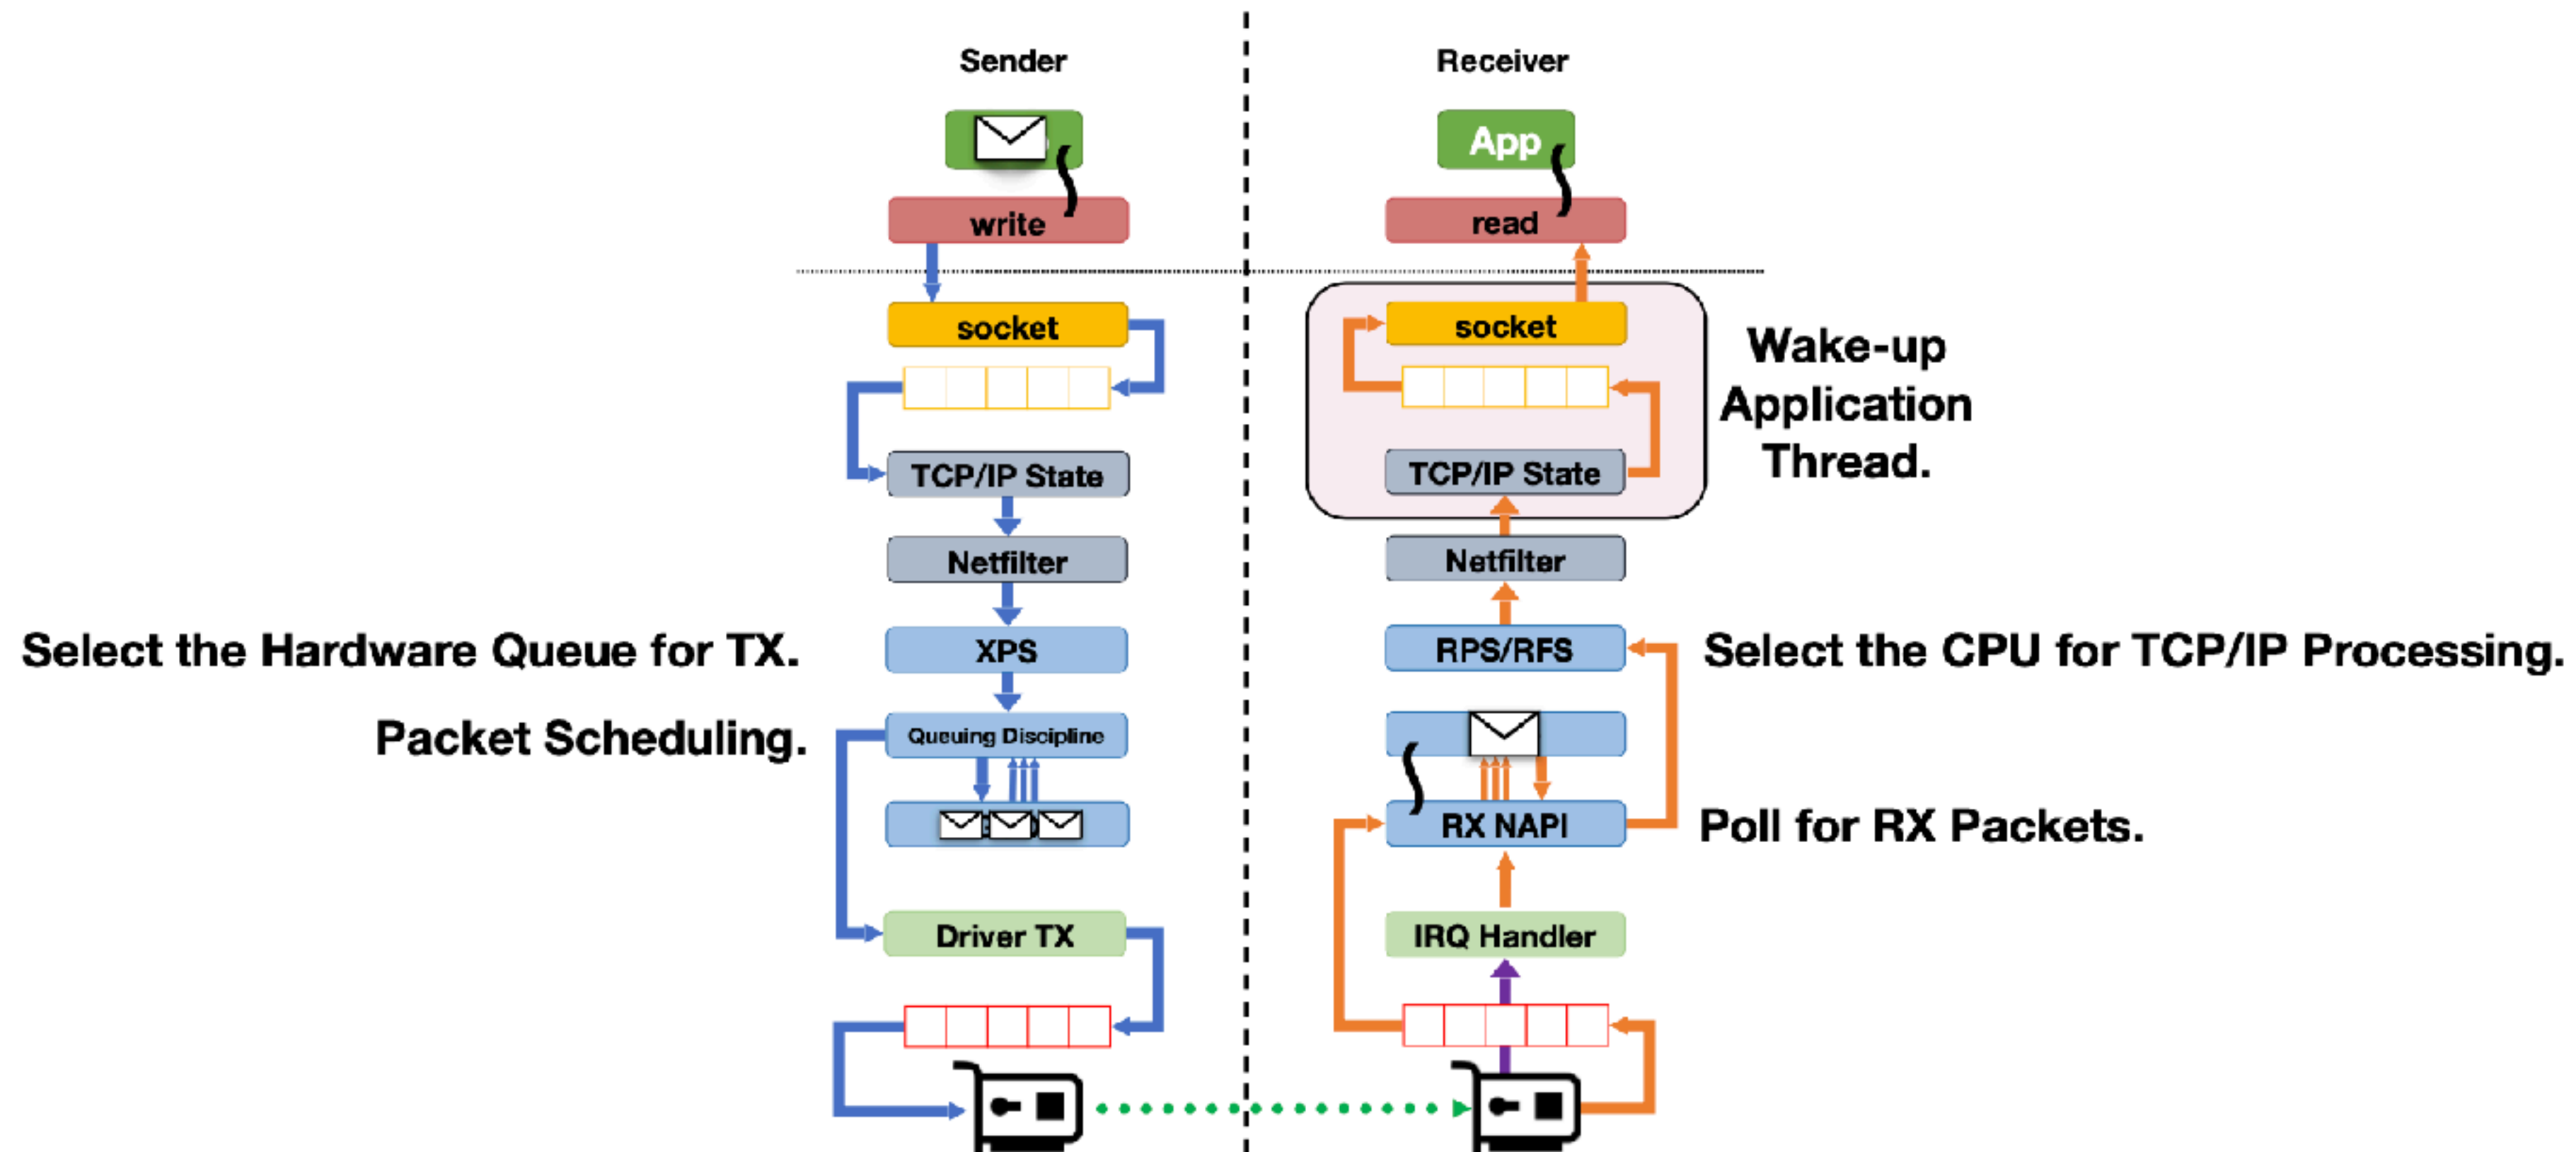 Sender
Receiver
App
write
read
socket
socket
Wake-up
Application
Thread.
TCP/IP State
TCP/IP State
Netfilter
Netfilter
Select the Hardware Queue for TX.
XPS
RPS/RFS
Select the CPU for TCP/IP Processing.
Packet Scheduling.
Queuing Discipline
RX NAPI
Poll for RX Packets.
Driver TX
IRQ Handler